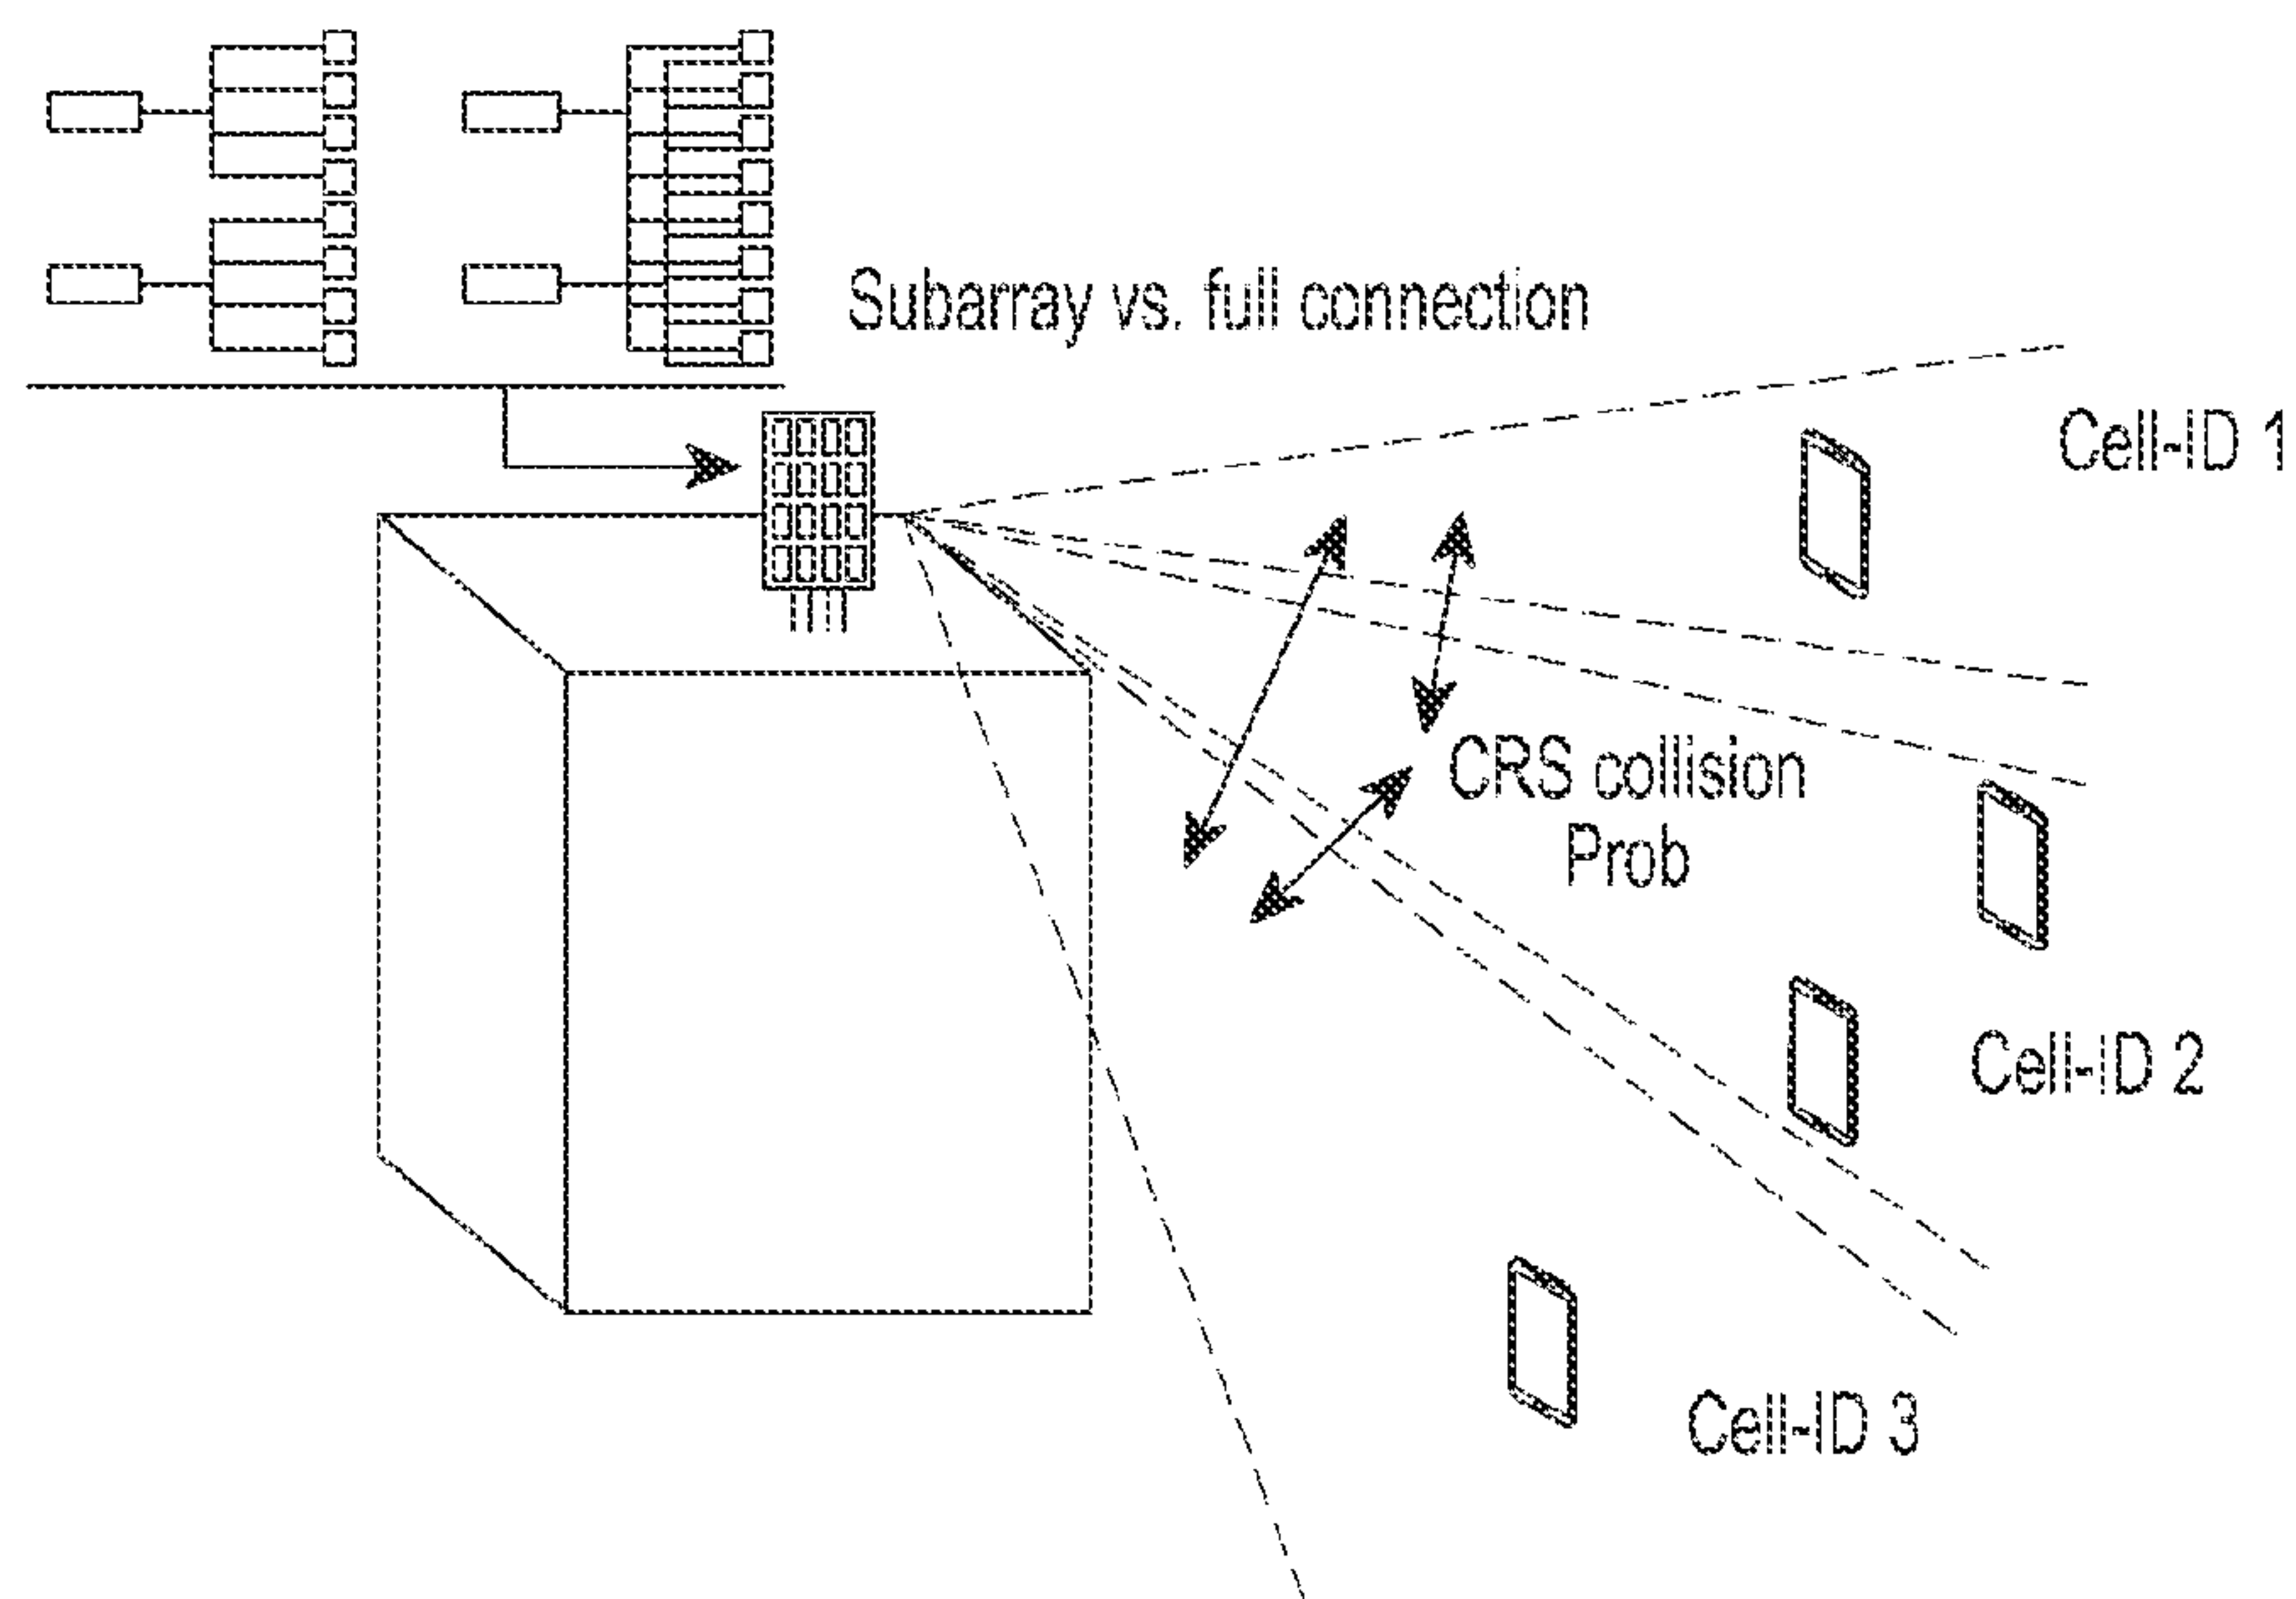 Subarray vs. full connection
Cell-ID 1
CRS collision
Prob
Cell-ID 2
Cell-ID 3